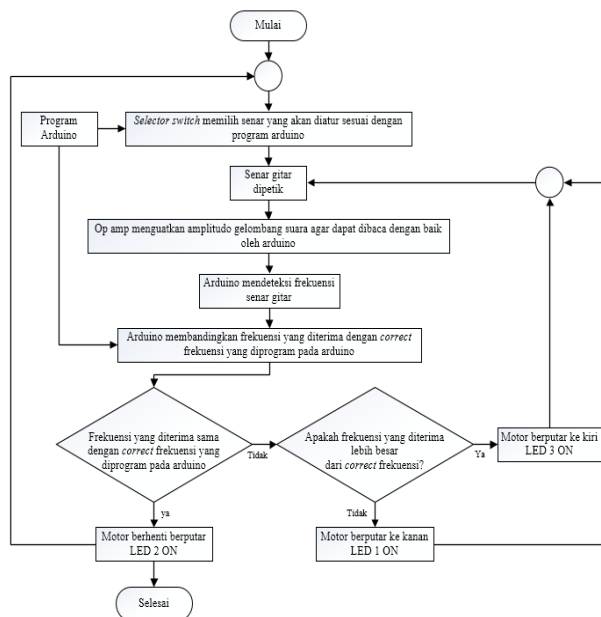 Mulai
Program
Arduino
Selector switch memilih senar yang akan diatur sesuai dengan
program arduino
Senar gitar
dipetik
Op amp menguatkan amplitudo gelombang suara agar dapat dibaca dengan baik
oleh arduino
Arduino mendeteksi frekuensi
senar gitar
Arduino membandingkan frekuensi yang diterima dengan correct
frekuensi yang diprogram pada arduino
Frekuensi yang diterima sama
dengan correct frekuensi yang
diprogram pada arduino
Tidak
Apakah frekuensi yang diterima
lebih besar
dari correct frekuensi?
Ya
Motor berputar ke kiri
LED 3 ON
ya
Tidak
Motor berhenti berputar
LED 2 ON
Motor berputar ke kanan
LED 1 ON
Selesai